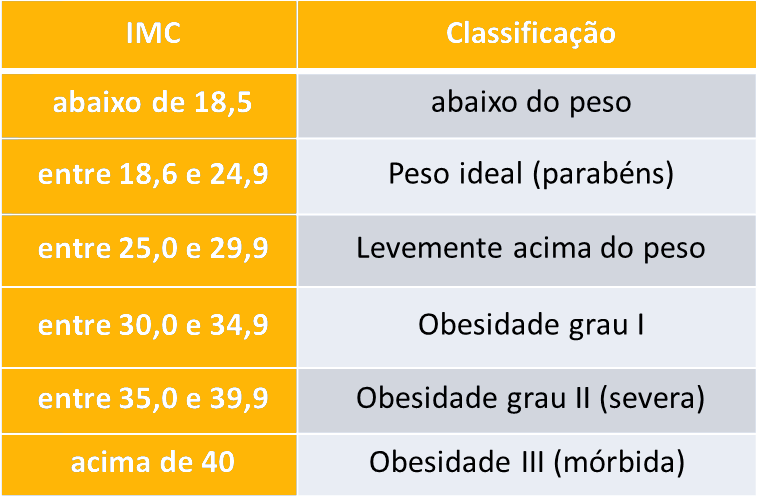 IMC Classificação
abaixo de 18,5 abaixo do peso
entre 18,6 e 24,9 Peso ideal (parabéns)
entre 25,0 e 29,9 Levemente acima do peso
entre 30,0 e 34,9 Obesidade grau I
entre 35,0 e 39,9 Obesidade grau II (severa)
acima de 40 Obesidade III (mórbida)